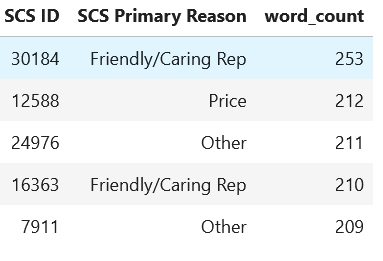 SCS ID SCS Primary Reason word_count
30184 Friendly/Caring Rep 253
12588 Price 212
24976 Other 211
16363 Friendly/Caring Rep 210
7911 Other 209